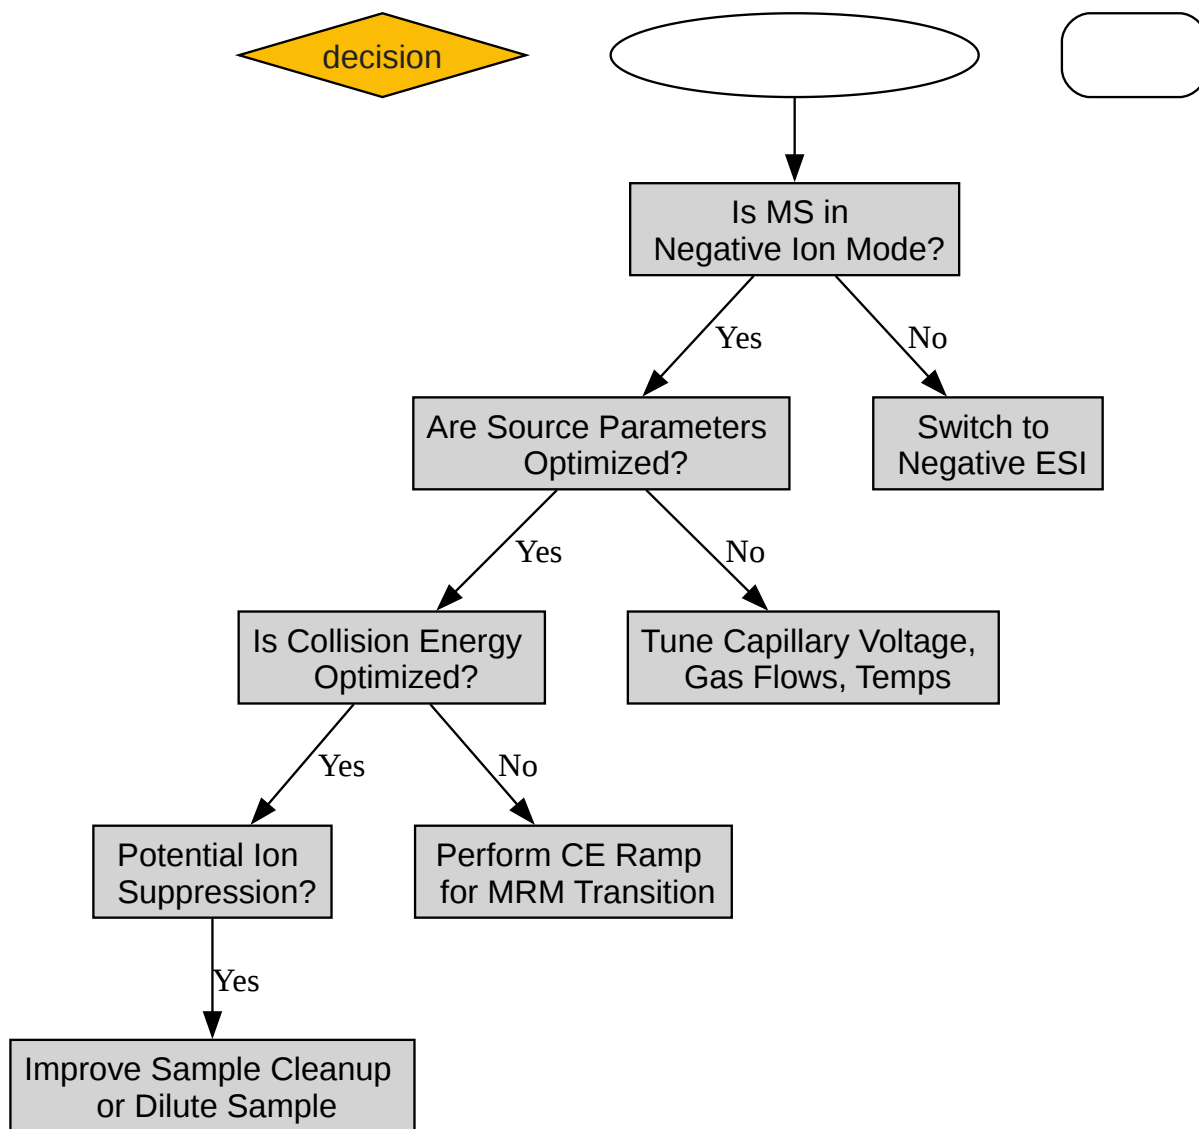 decision
Is MS in
Negative Ion Mode?
Yes
No
Are Source Parameters
Optimized?
Switch to
Negative ESI
Yes
No
Is Collision Energy
Optimized?
Tune Capillary Voltage,
Gas Flows, Temps
Yes
No
Potential Ion
Suppression?
Perform CE Ramp
for MRM Transition
Yes
Improve Sample Cleanup
or Dilute Sample